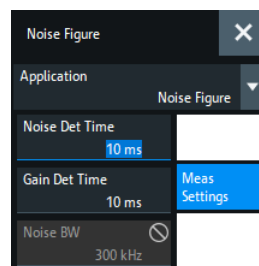 Noise Figure
Application
Noise Figure
Noise Det Time
10 ms
Gain Det Time
10 ms
Meas
Settings
Noise BW
300 kHz